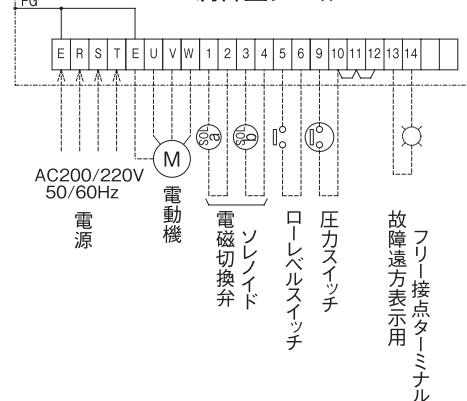 FG
E R S T E U V W 1 2 3 4 5 6 9 10 11 12 13 14
SOL a
SOL b
M
AC200/220V
50/60Hz
電源
電動機
電磁切換弁
ソレノイド
ローレベルスイッチ
圧力スイッチ
故障遠方表示用
フリー接点ターミナル